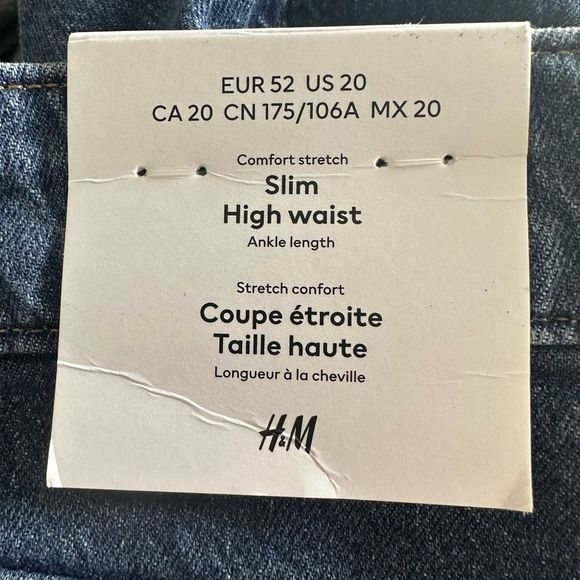 EUR 52 US 20
CA 20 CN 175/106A MX 20
Comfort stretch
Slim
High waist
Ankle length
Stretch confort
Coupe étroite
Taille haute
Longueur à la cheville
H&M